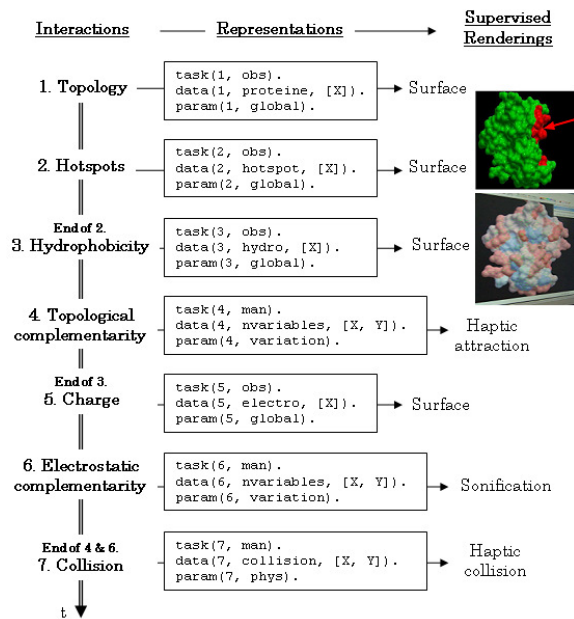 Interactions
Representations
Supervised
Renderings
1. Topology
task(1, obs).
data(1, proteine, [X]).
param(1, global).
Surface
2. Hotspots
task(2, obs).
data(2, hotspot, [X]).
param(2, global).
Surface
End of 2.
3. Hydrophobicity
task(3, obs).
data(3, hydro, [X]).
param(3, global).
Surface
4. Topological
complementarity
task(4, man).
data(4, nvariables, [X, Y]).
param(4, variation).
Haptic
attraction
End of 3.
5. Charge
task(5, obs).
data(5, electro, [X]).
param(5, global).
Surface
6. Electrostatic
complementarity
task(6, man).
data(6, nvariables, [X, Y]).
param(6, variation).
Sonification
End of 4 & 6.
7. Collision
task(7, man).
data(7, collision, [X, Y]).
param(7, phys).
Haptic
collision
t